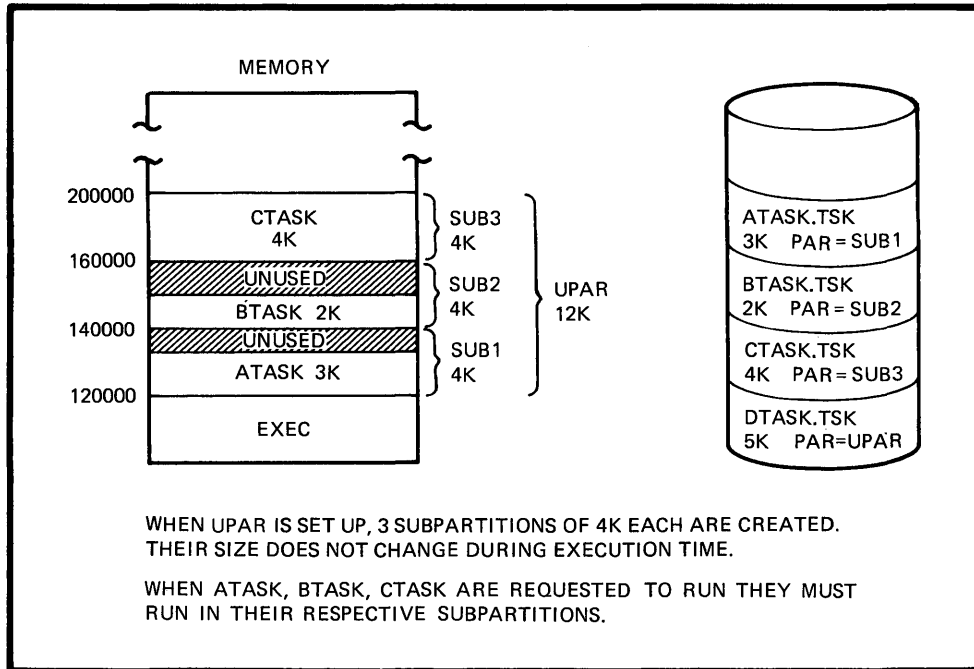 MEMORY
200000
CTASK
4K
SUB3
4K
160000
UNUSED
BTASK 2K
SUB2
4K
UPAR
12K
140000
UNUSED
ATASK 3K
SUB1
4K
120000
EXEC
ATASK.TSK
3K PAR=SUB1
BTASK.TSK
2K PAR=SUB2
CTASK.TSK
4K PAR=SUB3
DTASK.TSK
5K PAR=UPAR
WHEN UPAR IS SET UP, 3 SUBPARTITIONS OF 4K EACH ARE CREATED.
THEIR SIZE DOES NOT CHANGE DURING EXECUTION TIME.
WHEN ATASK, BTASK, CTASK ARE REQUESTED TO RUN THEY MUST
RUN IN THEIR RESPECTIVE SUBPARTITIONS.